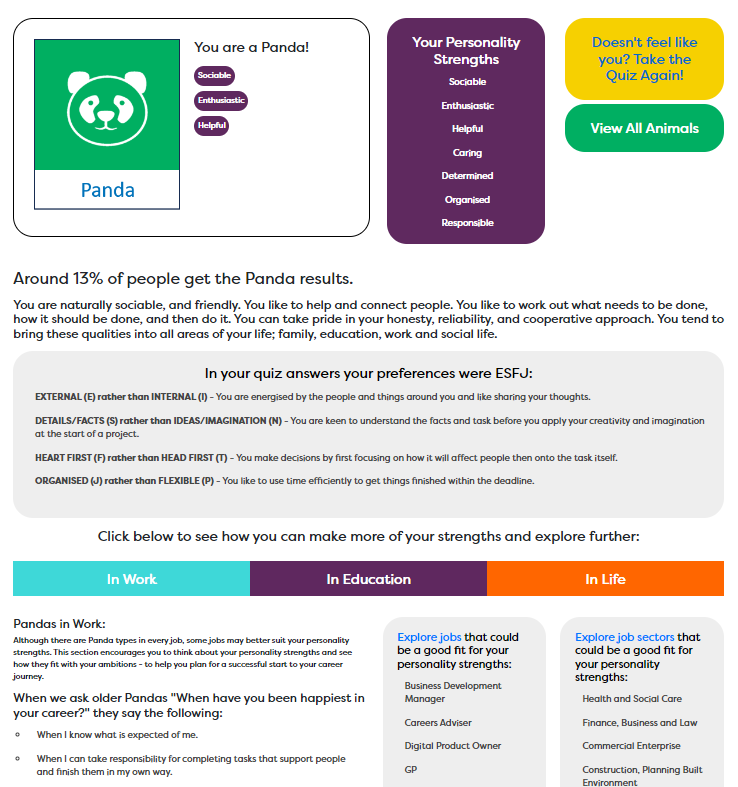 You are a Panda!
Sociable
Enthusiastic
Helpful
Panda
Your Personality
Strengths
Sociable
Enthusiastic
Helpful
Caring
Determined
Organised
Responsible
Doesn't feel like
you? Take the
Quiz Again!
View All Animals
Around 13% of people get the Panda results.
You are naturally sociable, and friendly. You like to help and connect people. You like to work out what needs to be done,
how it should be done, and then do it. You can take pride in your honesty, reliability, and cooperative approach. You tend to
bring these qualities into all areas of your life; family, education, work and social life.
In your quiz answers your preferences were ESFJ:
EXTERNAL (E) rather than INTERNAL (I) - You are energised by the people and things around you and like sharing your thoughts.
DETAILS/FACTS (S) rather than IDEAS/IMAGINATION (N) - You are keen to understand the facts and task before you apply your creativity and imagination
at the start of a project.
HEART FIRST (F) rather than HEAD FIRST (T) - You make decisions by first focusing on how it will affect people then onto the task itself.
ORGANISED (J) rather than FLEXIBLE (P) - You like to use time efficiently to get things finished within the deadline.
Click below to see how you can make more of your strengths and explore further:
In Work
In Education
In Life
Pandas in Work:
Although there are Panda types in every job, some jobs may better suit your personality
strengths. This section encourages you to think about your personality strengths and see
how they fit with your ambitions - to help you plan for a successful start to your career
journey.
When we ask older Pandas "When have you been happiest in
your career?" they say the following:
When I know what is expected of me.
When I can take responsibility for completing tasks that support people
and finish them in my own way.
Explore jobs that could
be a good fit for your
personality strengths:
Business Development
Manager
Careers Adviser
Digital Product Owner
GP
Explore job sectors that
could be a good fit for
your personality
strengths:
Health and Social Care
Finance, Business and Law
Commercial Enterprise
Construction, Planning Built
Environment